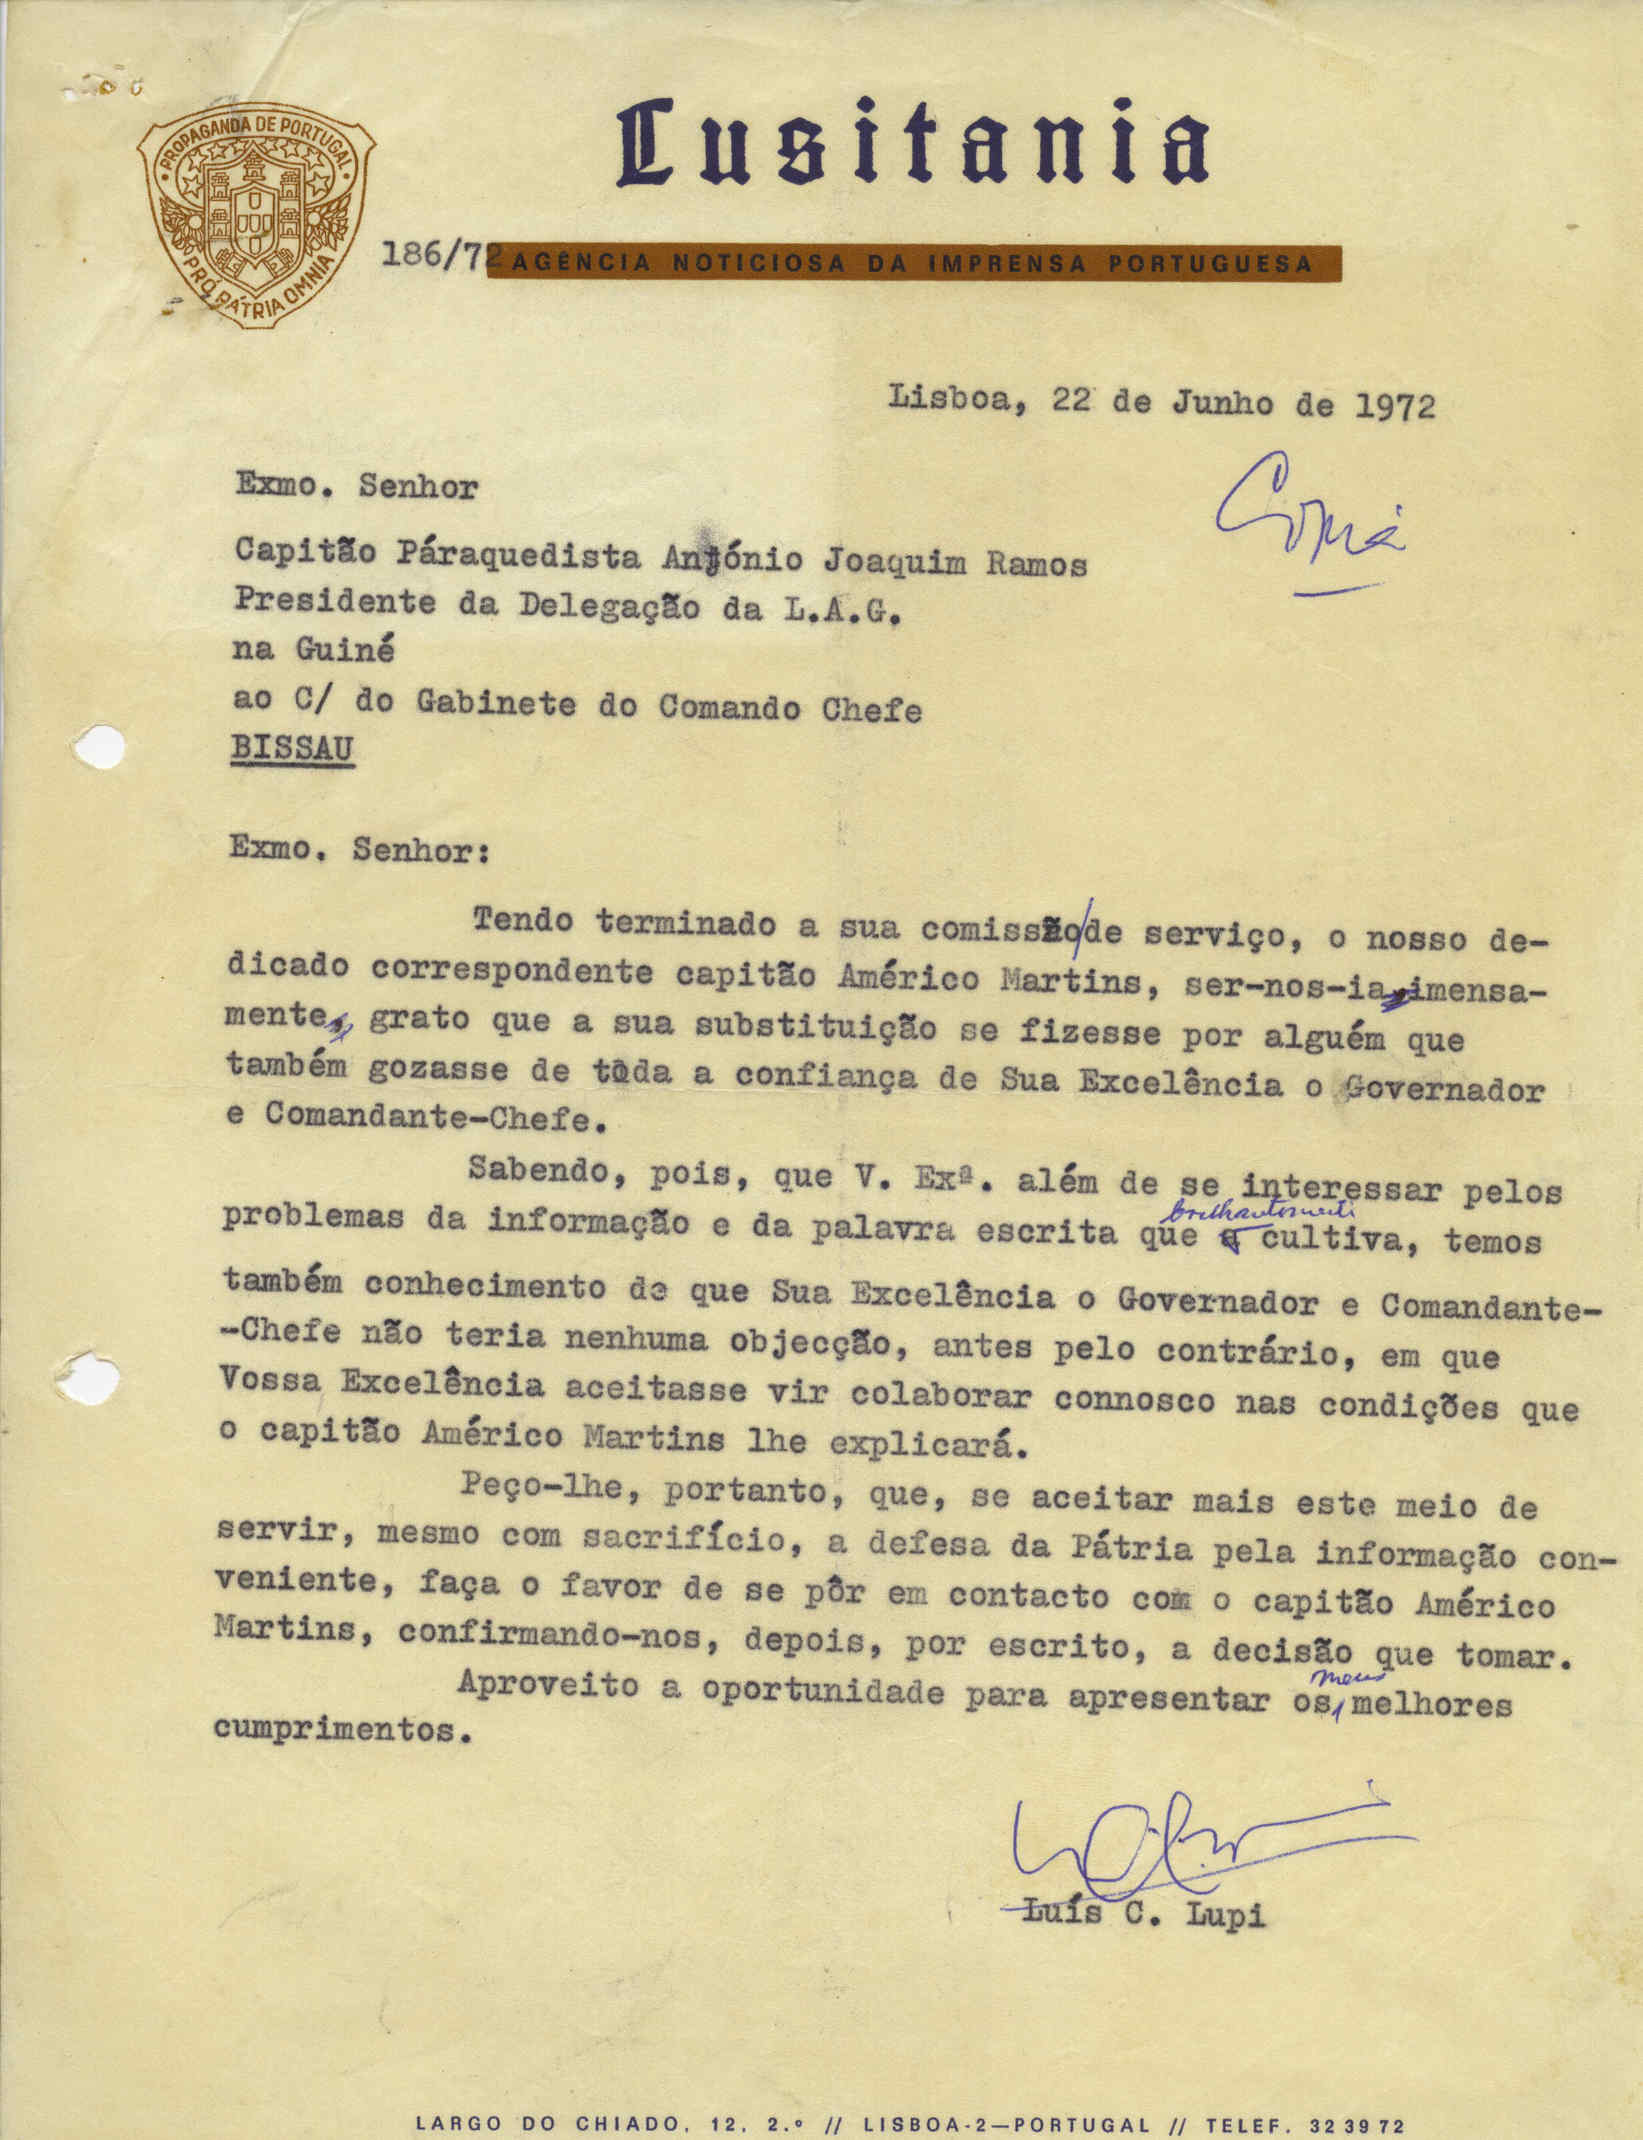 PROPAGANDA DE PORTUGAL
PRÓ PÁTRIA OMNIA
Lusitania
186/72
AGÊNCIA NOTICIOSA DA IMPRENSA PORTUGUESA
Lisboa, 22 de Junho de 1972
Copia
Exmo. Senhor
Capitão Páraquedista António Joaquim Ramos
Presidente da Delegação da L.A.G.
na Guiné
ao C/ do Gabinete do Comando Chefe
BISSAU
Exmo. Senhor:
Tendo terminado a sua comissão/de serviço, o nosso de-
dicado correspondente capitão Américo Martins, ser-nos-ia imensa-
mente grato que a sua substituição se fizesse por alguém que
também gozasse de toda a confiança de Sua Excelência o Governador
e Comandante-Chefe.
Sabendo, pois, que V. Exª. além de se interessar pelos
brilhantemente
problemas da informação e da palavra escrita que cultiva, temos
também conhecimento de que Sua Excelência o Governador e Comandante-
-Chefe não teria nenhuma objecção, antes pelo contrário, em que
Vossa Excelência aceitasse vir colaborar connosco nas condições que
o capitão Américo Martins lhe explicará.
Peço-lhe, portanto, que, se aceitar mais este meio de
servir, mesmo com sacrifício, a defesa da Pátria pela informação con-
veniente, faça o favor de se pôr em contacto com o capitão Américo
Martins, confirmando-nos, depois, por escrito, a decisão que tomar.
meus
Aproveito a oportunidade para apresentar os melhores
cumprimentos.
Luís C. Lupi
LARGO DO CHIADO, 12, 2.º // LISBOA-2—PORTUGAL // TELEF. 32 39 72